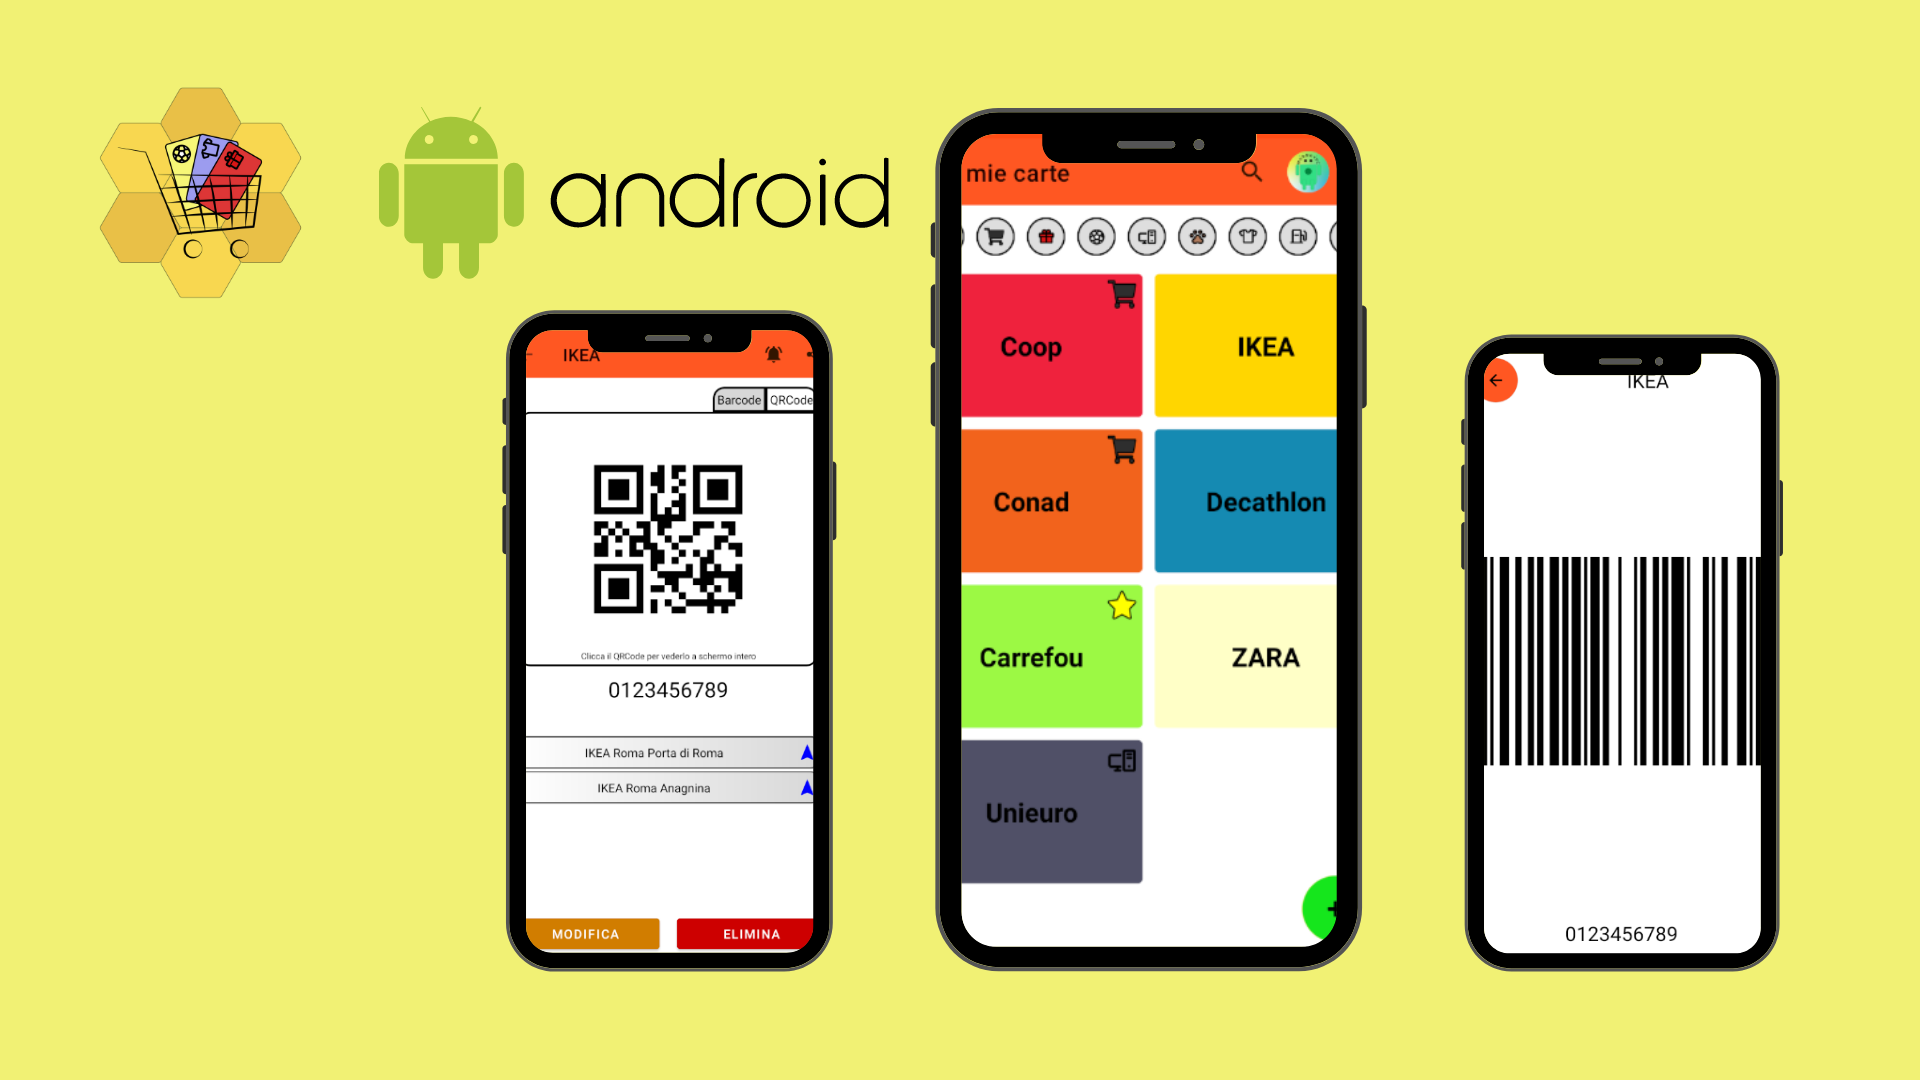 android
IKEA
Barcode QRCode
Clicca il QRCode per vederlo a schermo intero
0123456789
IKEA Roma Porta di Roma
IKEA Roma Anagnina
MODIFICA ELIMINA
mie carte
Coop IKEA
Conad Decathlon
Carrefou ZARA
Unieuro
+
IKEA
0123456789